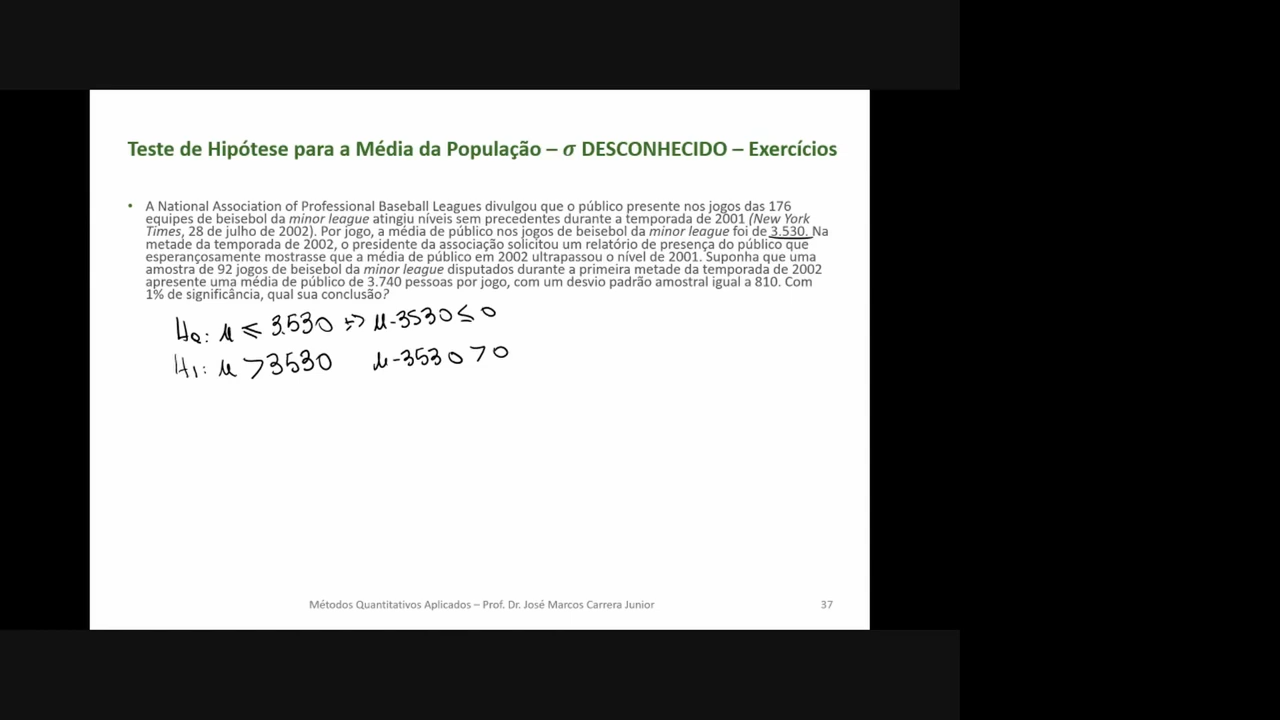 Teste de Hipótese para a Média da População – σ DESCONHECIDO – Exercícios
• A National Association of Professional Baseball Leagues divulgou que o público presente nos jogos das 176
equipes de beisebol da minor league atingiu níveis sem precedentes durante a temporada de 2001 (New York
Times, 28 de julho de 2002). Por jogo, a média de público nos jogos de beisebol da minor league foi de 3.530. Na
metade da temporada de 2002, o presidente da associação solicitou um relatório de presença do público que
esperançosamente mostrasse que a média de público em 2002 ultrapassou o nível de 2001. Suponha que uma
amostra de 92 jogos de beisebol da minor league disputados durante a primeira metade da temporada de 2002
apresente uma média de público de 3.740 pessoas por jogo, com um desvio padrão amostral igual a 810. Com
1% de significância, qual sua conclusão?
H₀: μ ≤ 3.530 => μ-3530 ≤ 0
H₁: μ > 3530 μ-3530 > 0
Métodos Quantitativos Aplicados – Prof. Dr. José Marcos Carrera Junior 37